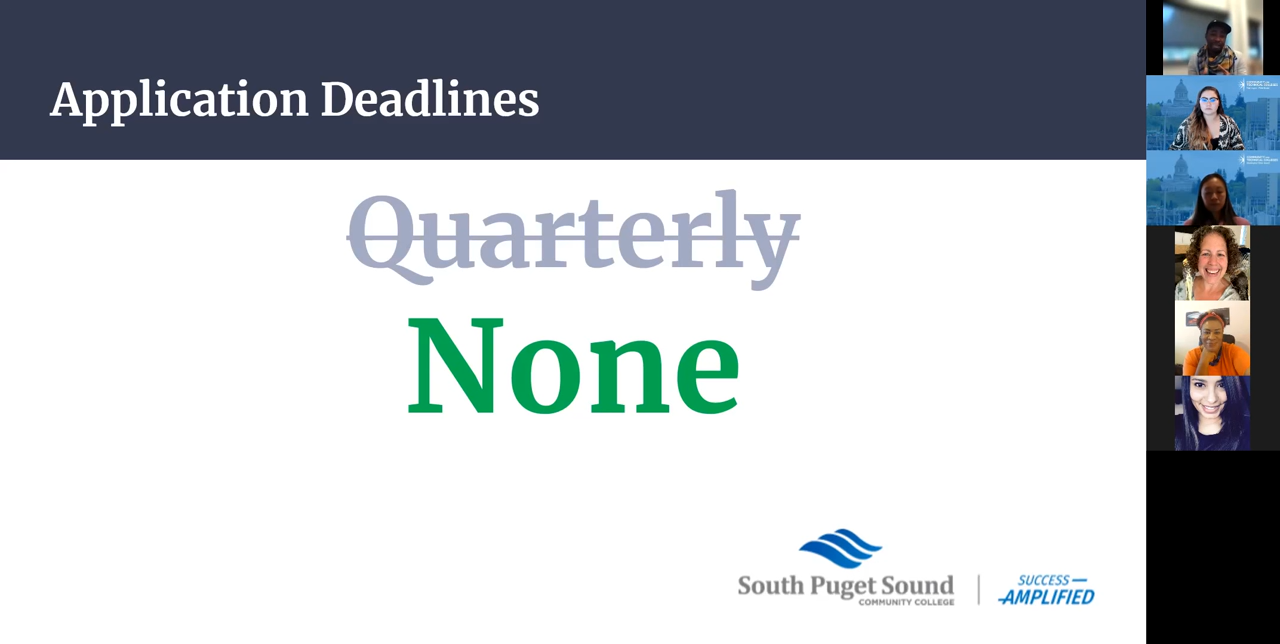 Application Deadlines
Quarterly
None
South Puget Sound
COMMUNITY COLLEGE
SUCCESS
AMPLIFIED